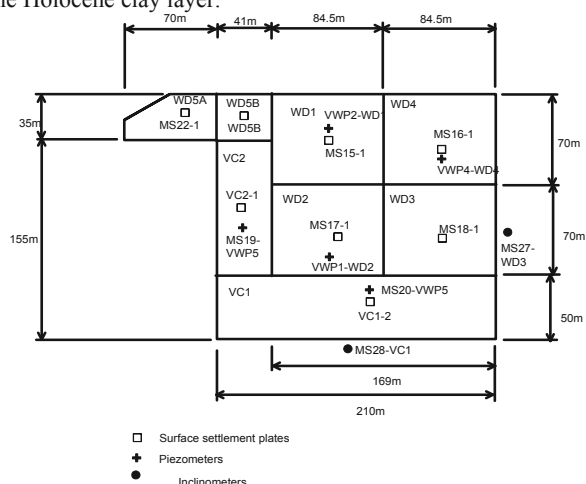 he Holocene clay layer.
70m
41m
84.5m
84.5m
WD5A
MS22-1
WD5B
WD5B
WD1
VWP2-WD1
MS15-1
WD4
MS16-1
VWP4-WD4
35m
70m
VC2
VC2-1
MS19-
VWP5
WD2
MS17-1
VWP1-WD2
WD3
MS18-1
MS27-
WD3
155m
70m
VC1
MS20-VWP5
VC1-2
50m
MS28-VC1
169m
210m
Surface settlement plates
Piezometers
Inclinometers